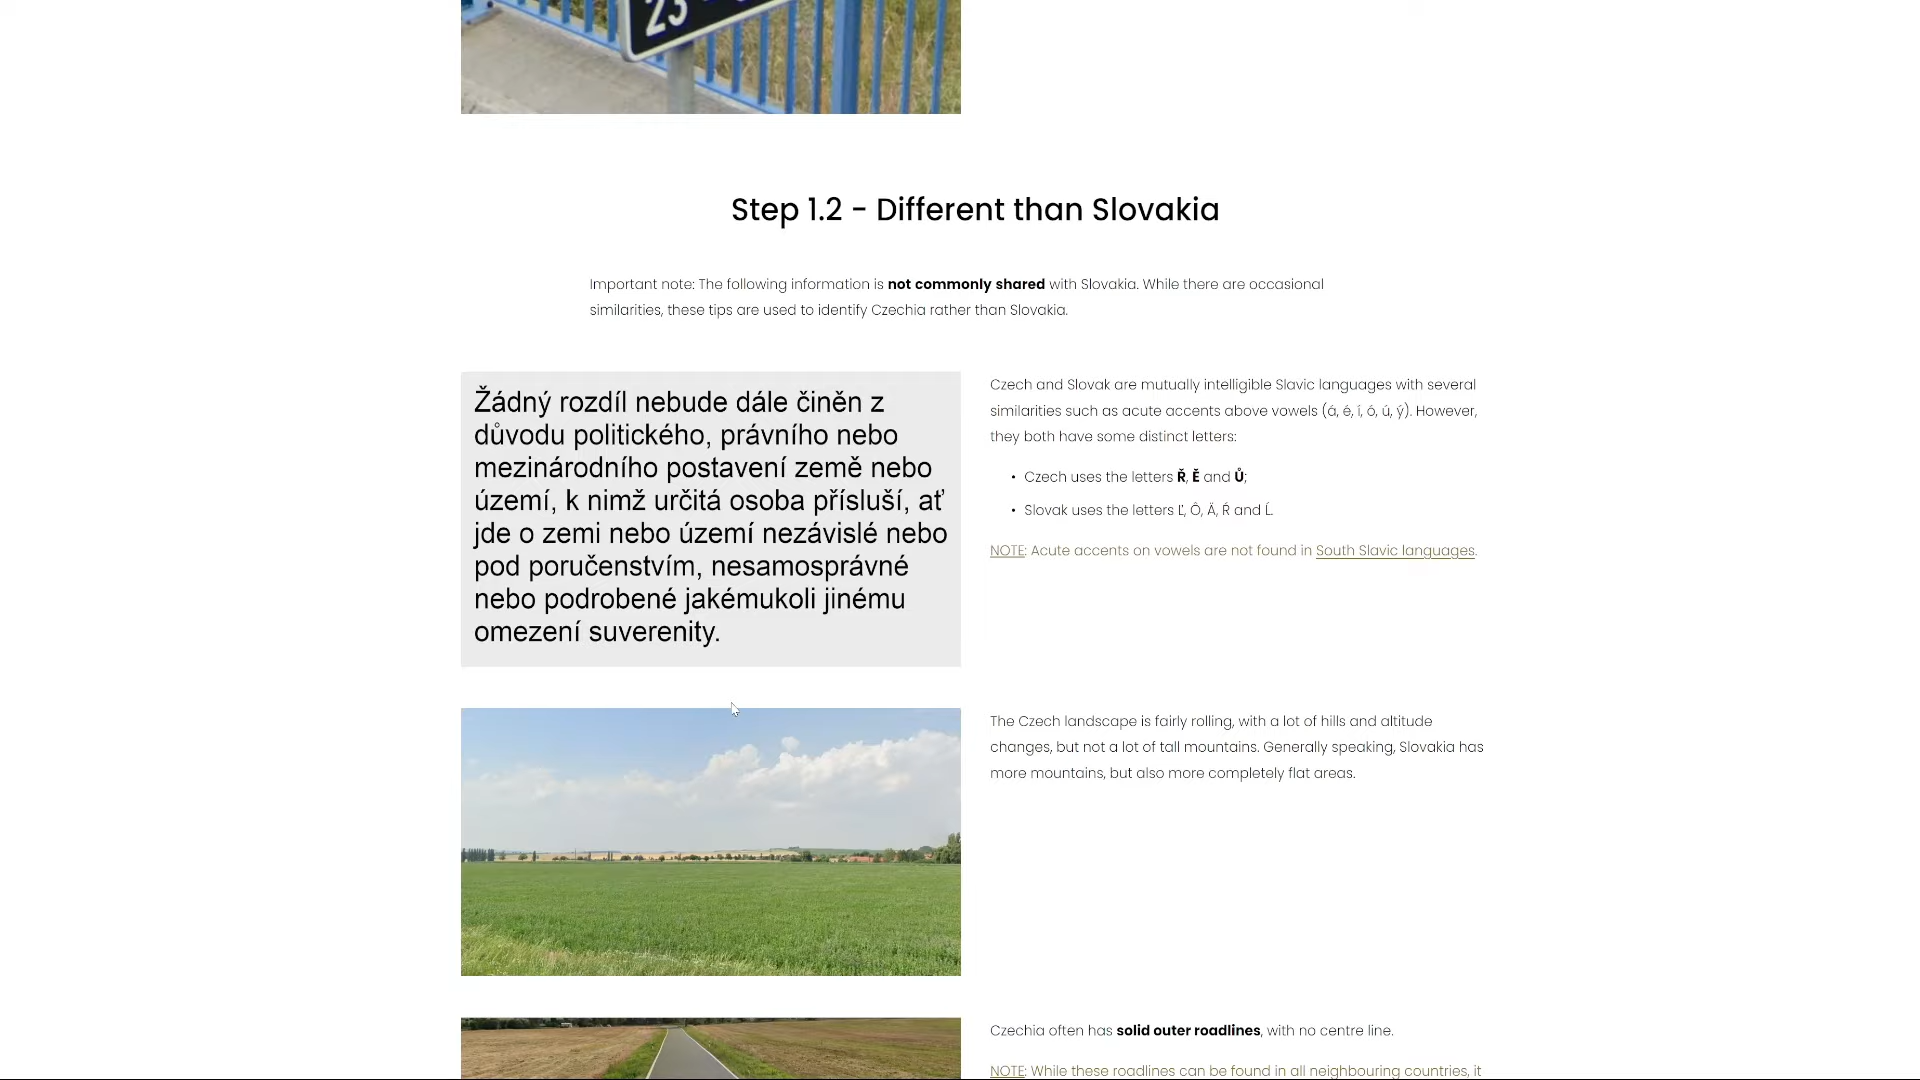 23
Step 1.2 - Different than Slovakia
Important note: The following information is not commonly shared with Slovakia. While there are occasional
similarities, these tips are used to identify Czechia rather than Slovakia.
Žádný rozdíl nebude dále činěn z
důvodu politického, právního nebo
mezinárodního postavení země nebo
území, k nimž určitá osoba přísluší, ať
jde o zemi nebo území nezávislé nebo
pod poručenstvím, nesamosprávné
nebo podrobené jakémukoli jinému
omezení suverenity.
Czech and Slovak are mutually intelligible Slavic languages with several
similarities such as acute accents above vowels (á, é, í, ó, ú, ý). However,
they both have some distinct letters:
• Czech uses the letters Ř, Ě and Ů;
• Slovak uses the letters Ľ, Ô, Ä, Ŕ and Ĺ.
NOTE: Acute accents on vowels are not found in South Slavic languages.
The Czech landscape is fairly rolling, with a lot of hills and altitude
changes, but not a lot of tall mountains. Generally speaking, Slovakia has
more mountains, but also more completely flat areas.
Czechia often has solid outer roadlines, with no centre line.
NOTE: While these roadlines can be found in all neighbouring countries, it